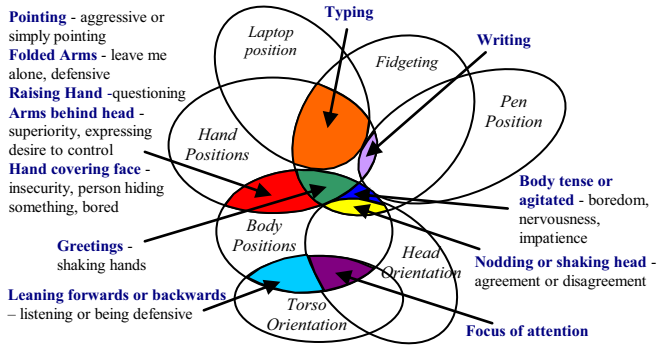 Pointing - aggressive or
simply pointing
Folded Arms - leave me
alone, defensive
Raising Hand -questioning
Arms behind head -
superiority, expressing
desire to control
Hand covering face -
insecurity, person hiding
something, bored
Greetings -
shaking hands
Leaning forwards or backwards
– listening or being defensive
Laptop
position
Typing
Fidgeting
Writing
Pen
Position
Hand
Positions
Body
Positions
Head
Orientation
Torso
Orientation
Body tense or
agitated - boredom,
nervousness,
impatience
Nodding or shaking head -
agreement or disagreement
Focus of attention